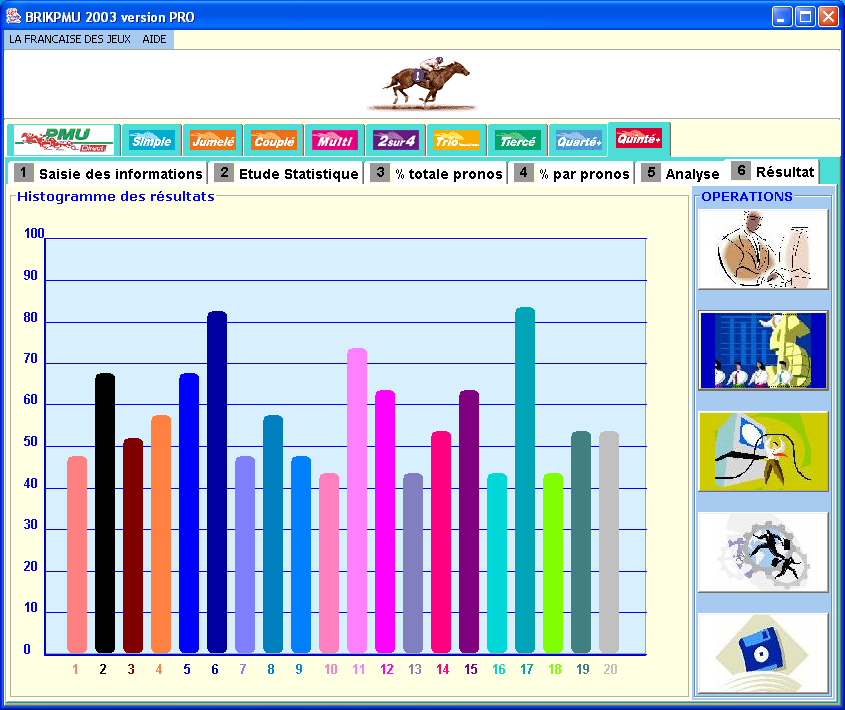 BRIKPMU 2003 version PRO
LA FRANCAISE DES JEUX AIDE
1
PMU Direct Simple Jumelé Couplé Multi 2sur4 Trio Tiercé Quarté+ Quinté+
1 Saisie des informations 2 Etude Statistique 3 % totale pronos 4 % par pronos 5 Analyse 6 Résultat
Histogramme des résultats
OPERATIONS
100
90
80
70
60
50
40
30
20
10
0
1 2 3 4 5 6 7 8 9 10 11 12 13 14 15 16 17 18 19 20